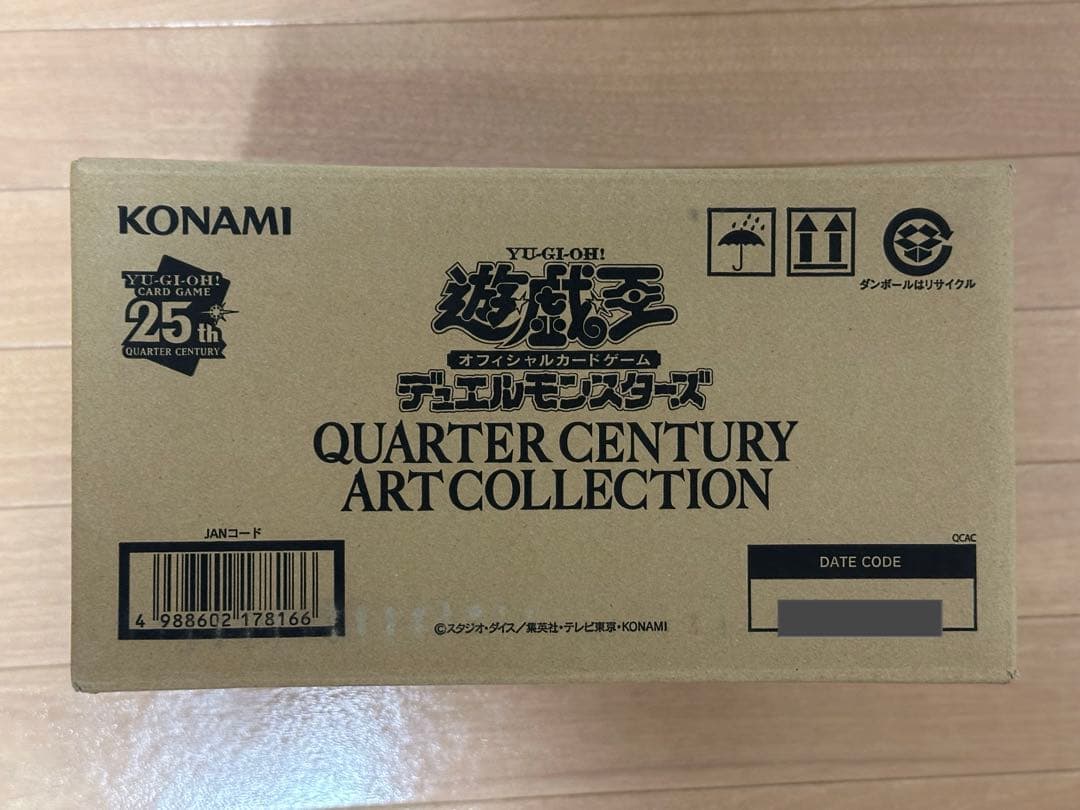 KONAMI
YU-GI-OH!
CARD GAME
25th
QUARTER CENTURY
YU-GI-OH!
遊戯王
オフィシャルカードゲーム
デュエルモンスターズ
QUARTER CENTURY
ART COLLECTION
ダンボールはリサイクル
JANコード
4 988602 178166
©スタジオ・ダイス／集英社・テレビ東京・KONAMI
QCAC
DATE CODE